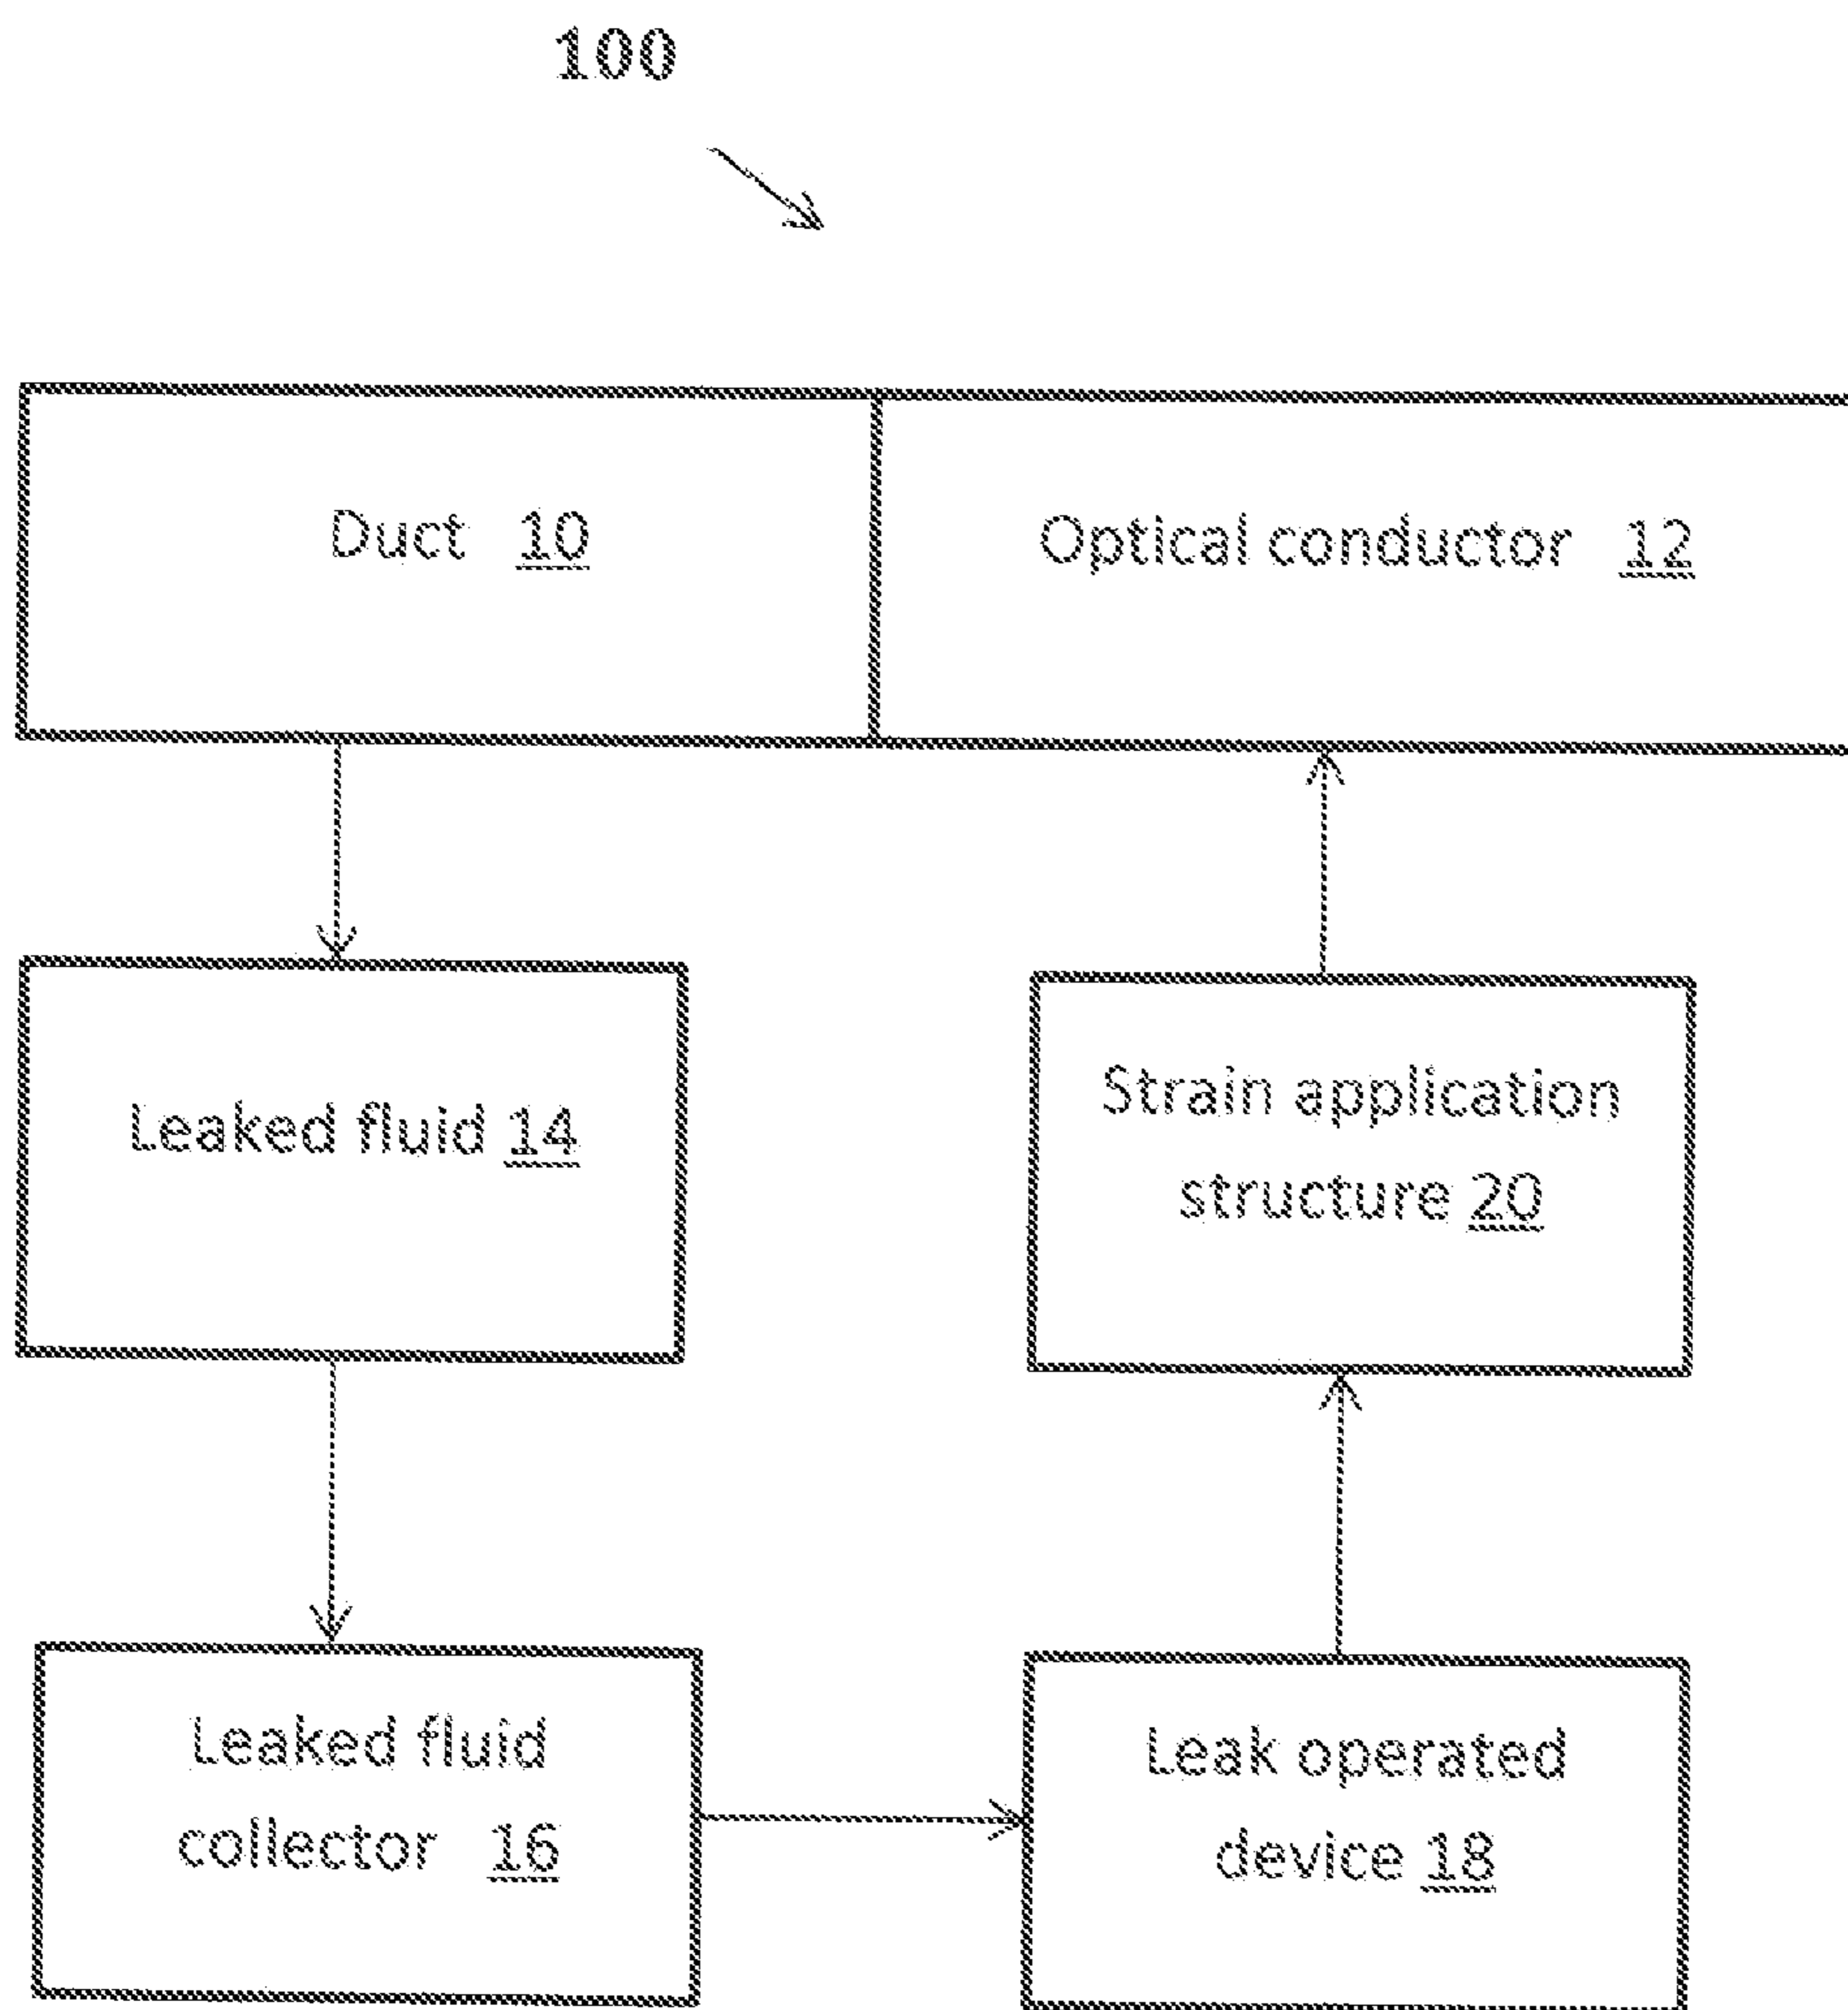 100
Duct 10
Optical conductor 12
Leaked fluid 14
Strain application
structure 20
Leaked fluid
collector 16
Leak operated
device 18